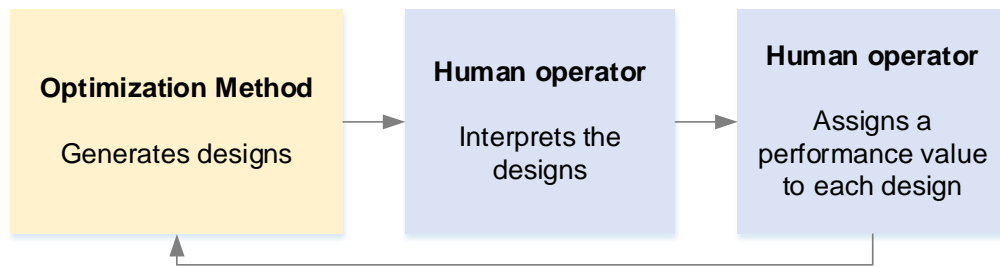 Optimization Method
Generates designs
Human operator
Interprets the
designs
Human operator
Assigns a
performance value
to each design